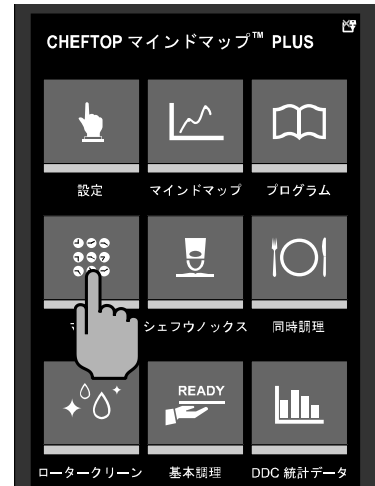 CHEFTOP マインドマップ™ PLUS
設定 マインドマップ プログラム
シェフウノックス 同時調理
READY
ロータークリーン 基本調理 DDC 統計データ